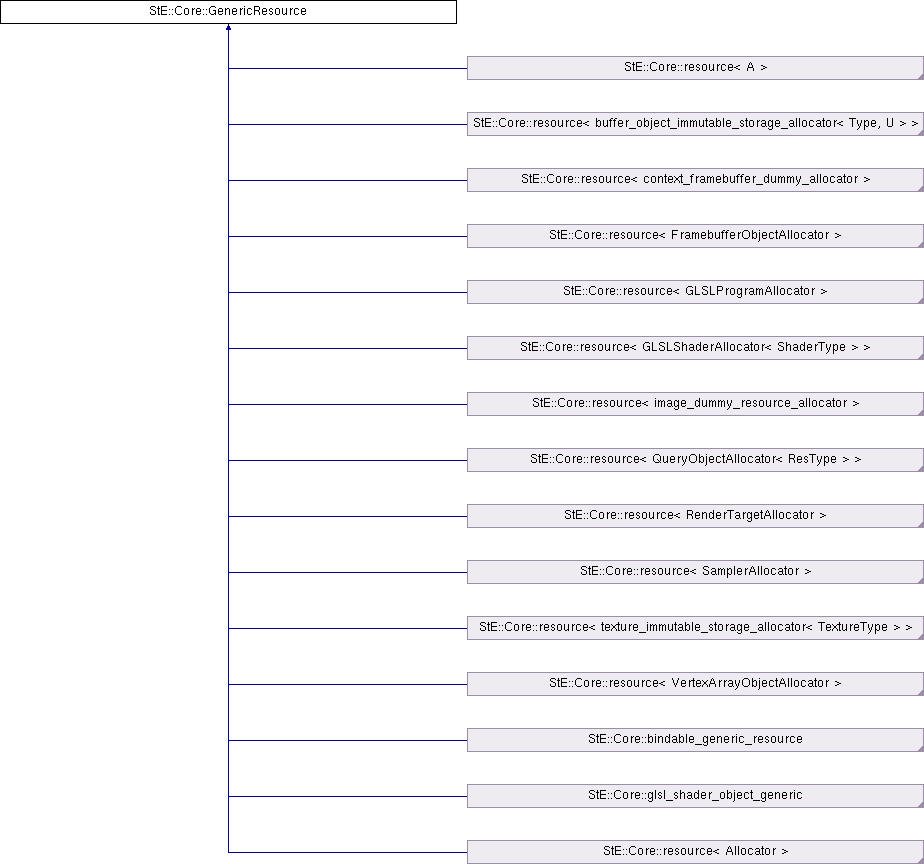 StE::Core::GenericResource
StE::Core::resource< A >
StE::Core::resource< buffer_object_immutable_storage_allocator< Type, U > >
StE::Core::resource< context_framebuffer_dummy_allocator >
StE::Core::resource< FramebufferObjectAllocator >
StE::Core::resource< GLSLProgramAllocator >
StE::Core::resource< GLSLShaderAllocator< ShaderType > >
StE::Core::resource< image_dummy_resource_allocator >
StE::Core::resource< QueryObjectAllocator< ResType > >
StE::Core::resource< RenderTargetAllocator >
StE::Core::resource< SamplerAllocator >
StE::Core::resource< texture_immutable_storage_allocator< TextureType > >
StE::Core::resource< VertexArrayObjectAllocator >
StE::Core::bindable_generic_resource
StE::Core::glsl_shader_object_generic
StE::Core::resource< Allocator >